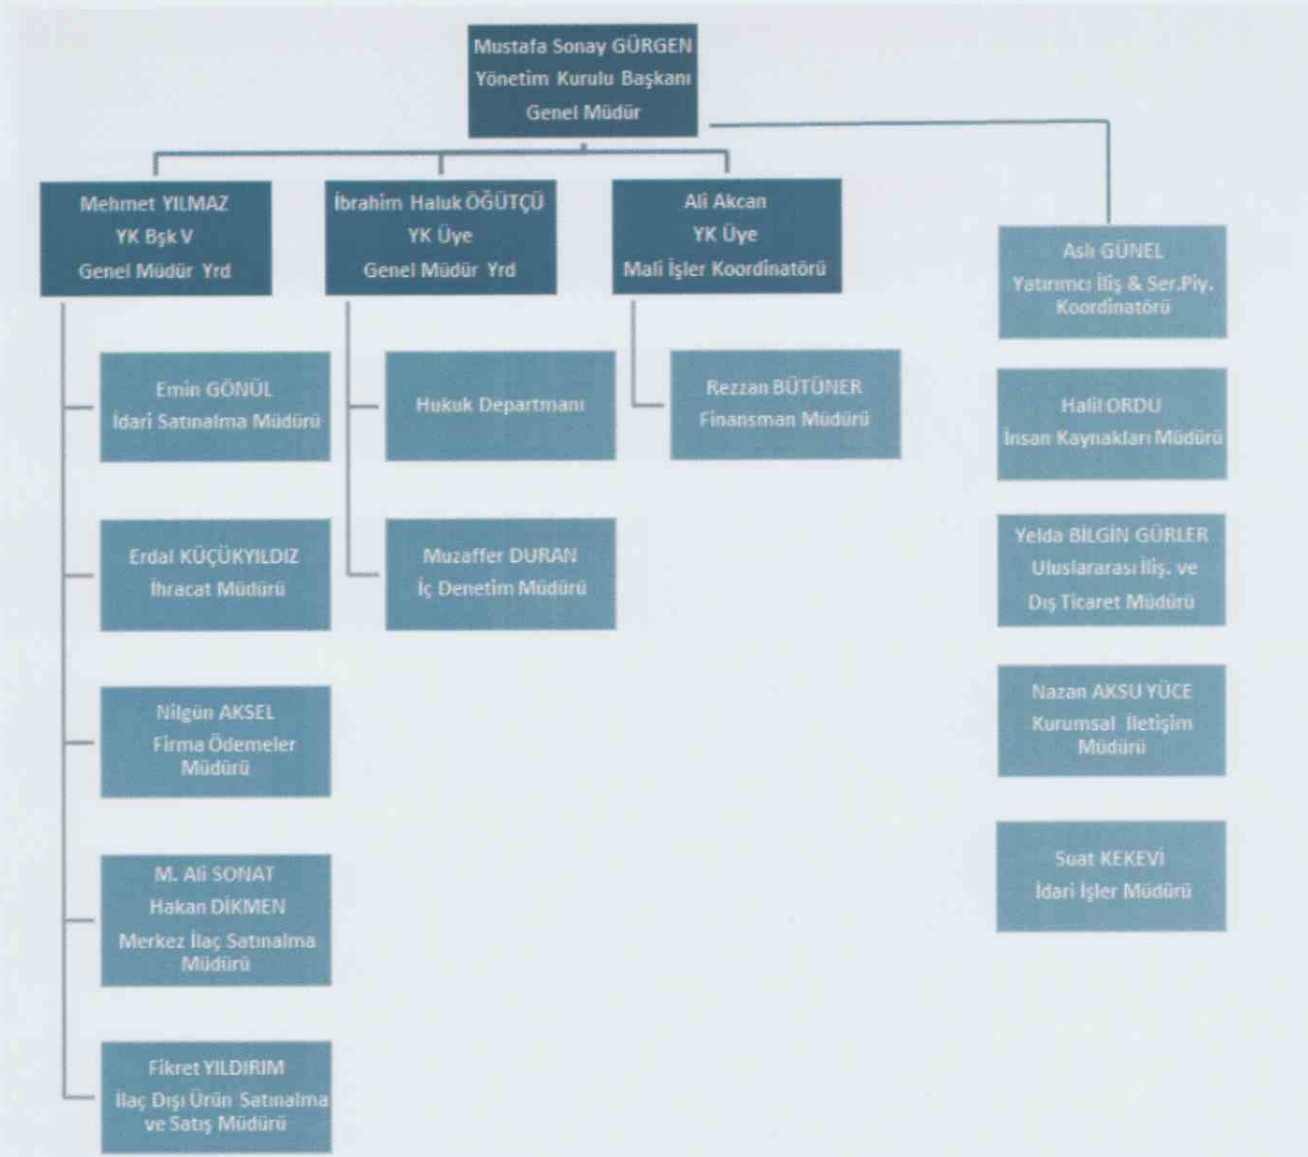 Mustafa Sonay GÜRGEN
Yönetim Kurulu Başkanı
Genel Müdür
Mehmet YILMAZ
YK Bşk V
Genel Müdür Yrd
İbrahim Haluk ÖĞÜTÇÜ
YK Üye
Genel Müdür Yrd
Ali Akcan
YK Üye
Mali İşler Koordinatörü
Aslı GÜNEL
Yatırımcı İliş & Ser.Piy.
Koordinatörü
Emin GÖNÜL
İdari Satınalma Müdürü
Hukuk Departmanı
Rezzan BÜTÜNER
Finansman Müdürü
Halil ORDU
İnsan Kaynakları Müdürü
Erdal KÜÇÜKYILDIZ
İhracat Müdürü
Muzaffer DURAN
İç Denetim Müdürü
Yelda BİLGİN GÜRLER
Uluslararası İliş. ve
Dış Ticaret Müdürü
Nilgün AKSEL
Firma Ödemeler
Müdürü
Nazan AKSU YÜCE
Kurumsal İletişim
Müdürü
M. Ali SONAT
Hakan DİKMEN
Merkez İlaç Satınalma
Müdürü
Suat KEKEVİ
İdari İşler Müdürü
Fikret YILDIRIM
İlaç Dışı Ürün Satınalma
ve Satış Müdürü